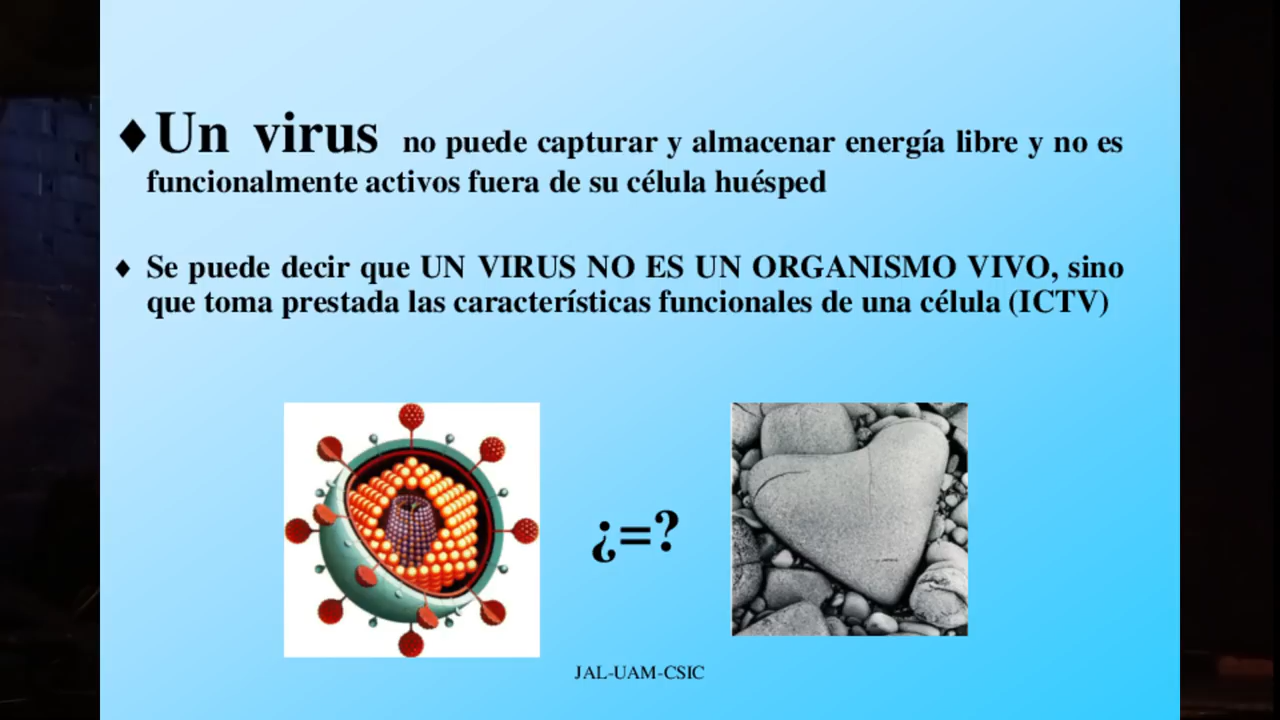 ♦Un virus no puede capturar y almacenar energía libre y no es
funcionalmente activos fuera de su célula huésped
♦ Se puede decir que UN VIRUS NO ES UN ORGANISMO VIVO, sino
que toma prestada las características funcionales de una célula (ICTV)
¿=?
JAL-UAM-CSIC